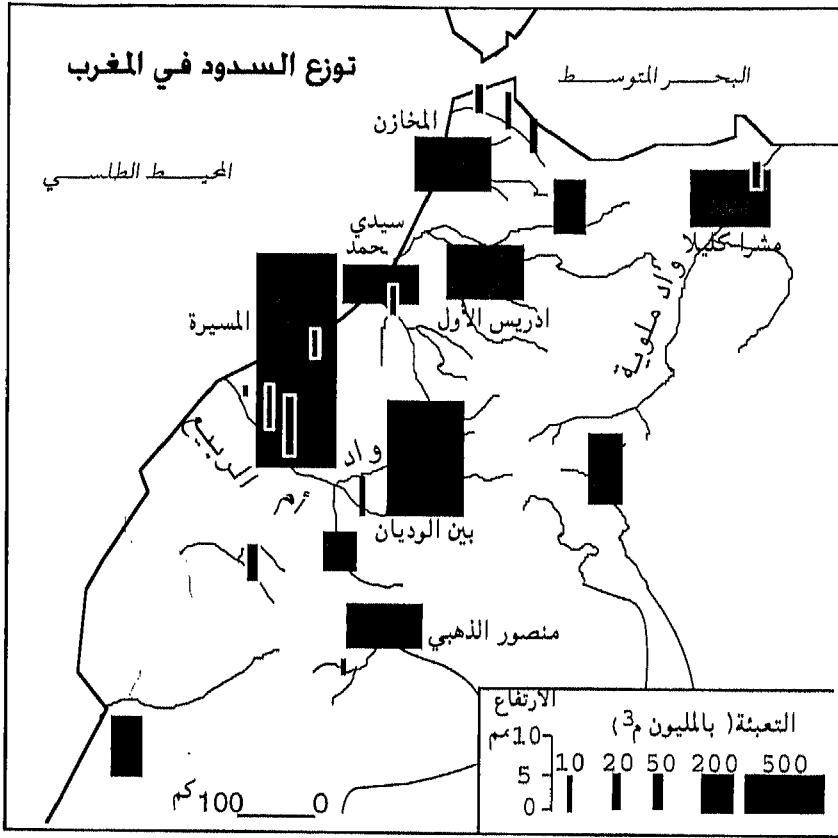 توزع السدود في المغرب
البحر المتوسط
المحيط الطلسي
المخازن
سيدي
محمد
مشرا كليلا
واد ملوية
ادريس الأول
المسيرة
واد أم الربيع
بين الوديان
منصور الذهبي
الارتفاع
مم
التعبئة( بالمليون م³)
10 20 50 200 500
10
5
0
كم 100 0